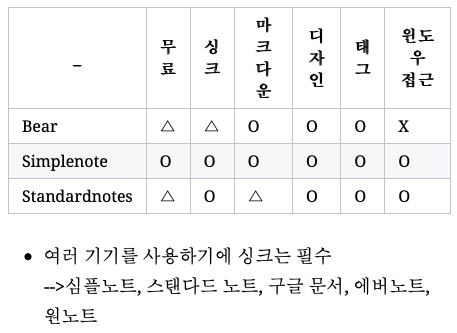 – 무료 싱크 마크다운 디자인 태그 윈도우 접근
Bear △ △ O O O X
Simplenote O O O O O O
Standardnotes △ O △ O O O
• 여러 기기를 사용하기에 싱크는 필수
-->심플노트, 스탠다드 노트, 구글 문서, 에버노트,
원노트